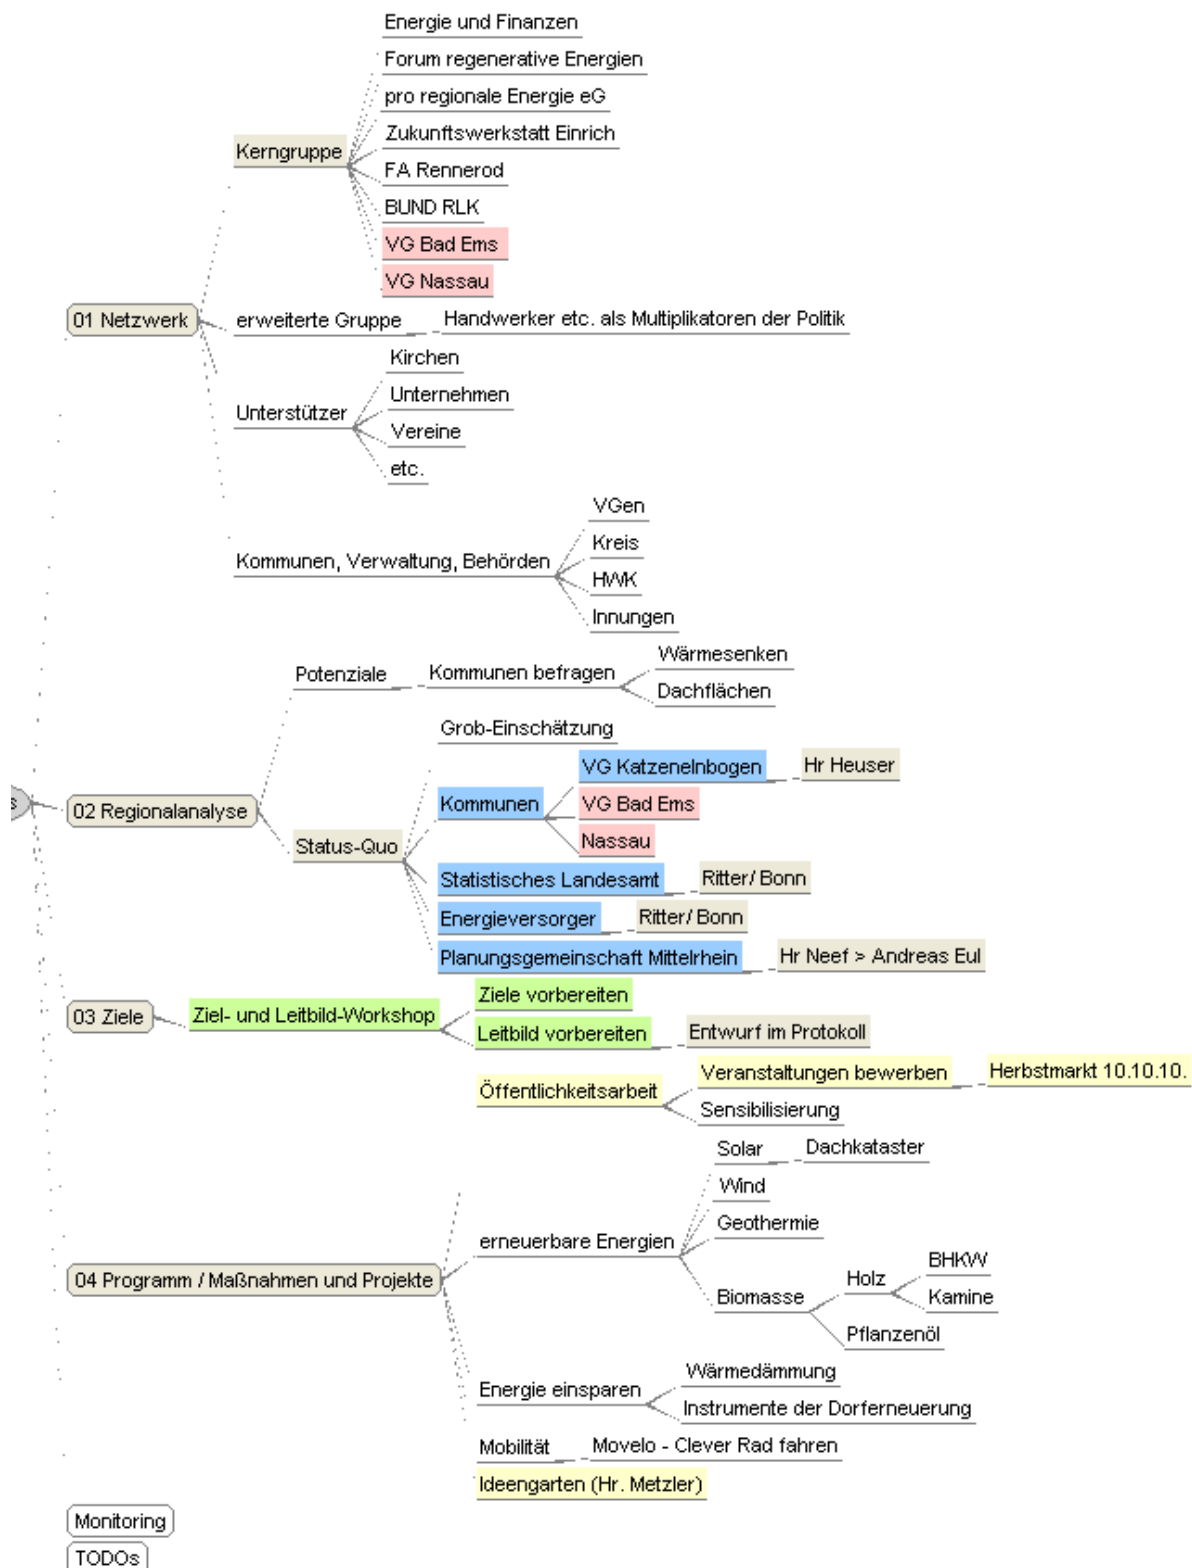 Energie und Finanzen
Forum regenerative Energien
pro regionale Energie eG
Zukunftswerkstatt Einrich
Kerngruppe
FA Rennerod
BUND RLK
VG Bad Ems
VG Nassau
01 Netzwerk
erweiterte Gruppe
Handwerker etc. als Multiplikatoren der Politik
Kirchen
Unternehmen
Unterstützer
Vereine
etc.
VGen
Kreis
Kommunen, Verwaltung, Behörden
HWK
Innungen
Wärmesenken
Potenziale
Kommunen befragen
Dachflächen
Grob-Einschätzung
VG Katzenelnbogen
Hr Heuser
s
02 Regionalanalyse
Kommunen
VG Bad Ems
Status-Quo
Nassau
Statistisches Landesamt
Ritter/ Bonn
Energieversorger
Ritter/ Bonn
Planungsgemeinschaft Mittelrhein
Hr Neef > Andreas Eul
03 Ziele
Ziel- und Leitbild-Workshop
Ziele vorbereiten
Leitbild vorbereiten
Entwurf im Protokoll
Öffentlichkeitsarbeit
Veranstaltungen bewerben
Herbstmarkt 10.10.10.
Sensibilisierung
Solar
Dachkataster
Wind
erneuerbare Energien
Geothermie
04 Programm / Maßnahmen und Projekte
Biomasse
Holz
BHKW
Kamine
Pflanzenöl
Energie einsparen
Wärmedämmung
Instrumente der Dorferneuerung
Mobilität
Movelo - Clever Rad fahren
Ideengarten (Hr. Metzler)
Monitoring
TODOs